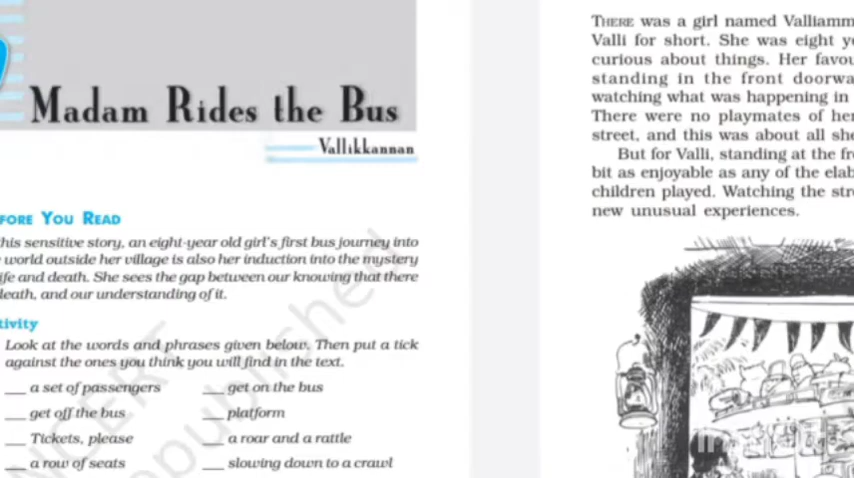 Madam Rides the Bus
Vallikkannan
FORE YOU READ
his sensitive story, an eight-year old girl's first bus journey into
world outside her village is also her induction into the mystery
ife and death. She sees the gap between our knowing that there
leath, and our understanding of it.
tivity
Look at the words and phrases given below. Then put a tick
against the ones you think you will find in the text.
___ a set of passengers ___ get on the bus
___ get off the bus ___ platform
___ Tickets, please ___ a roar and a rattle
___ a row of seats ___ slowing down to a crawl
NCERT
republished
THERE was a girl named Valliamm
Valli for short. She was eight ye
curious about things. Her favou
standing in the front doorwa
watching what was happening in
There were no playmates of her
street, and this was about all she
But for Valli, standing at the fr
bit as enjoyable as any of the elab
children played. Watching the stre
new unusual experiences.